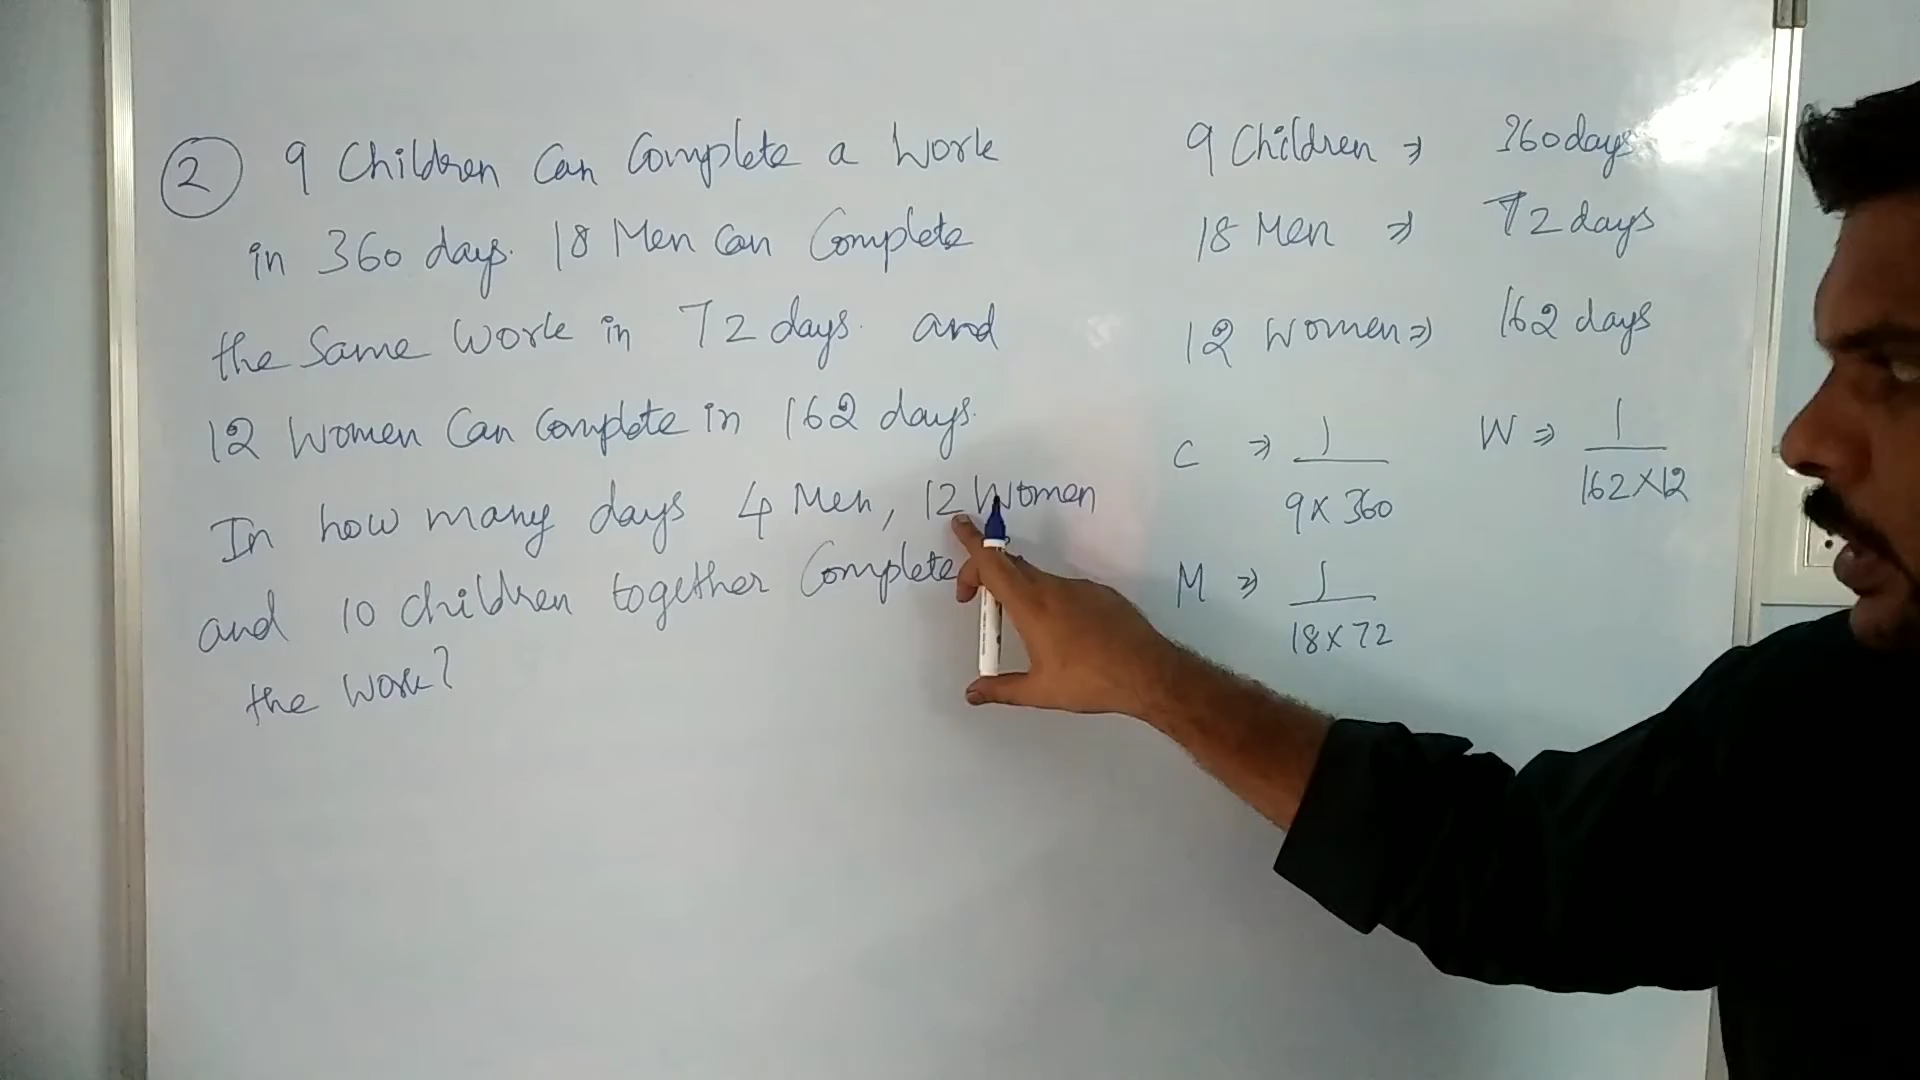 2 9 Children Can Complete a Work
in 360 days. 18 Men Can Complete
the Same Work in 72 days. and
12 Women Can Complete in 162 days.
In how many days 4 Men, 12 Women
and 10 children together Complete
the Work?
9 Children ⇒ 360 days
18 Men ⇒ 72 days
12 Women ⇒ 162 days
C ⇒ 1 / 9 X 360
W ⇒ 1 / 162 X 12
M ⇒ 1 / 18 X 72